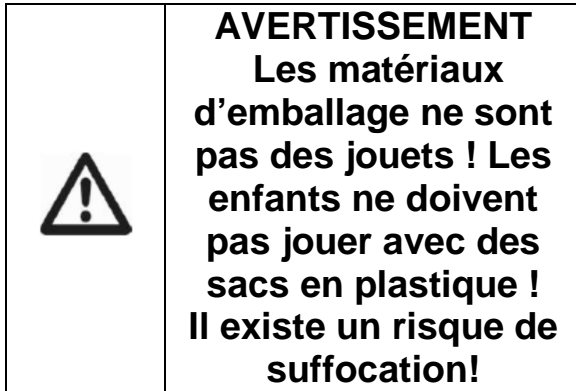 AVERTISSEMENT
Les matériaux
d’emballage ne sont
pas des jouets ! Les
enfants ne doivent
pas jouer avec des
sacs en plastique !
Il existe un risque de
suffocation!